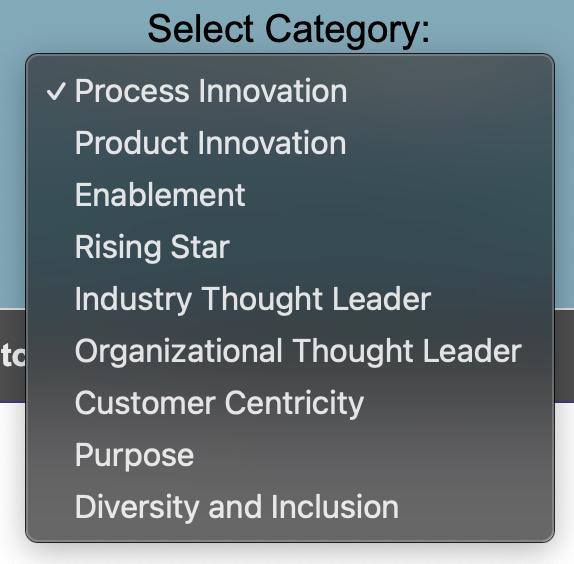 Select Category:
✓ Process Innovation
Product Innovation
Enablement
Rising Star
Industry Thought Leader
Organizational Thought Leader
Customer Centricity
Purpose
Diversity and Inclusion